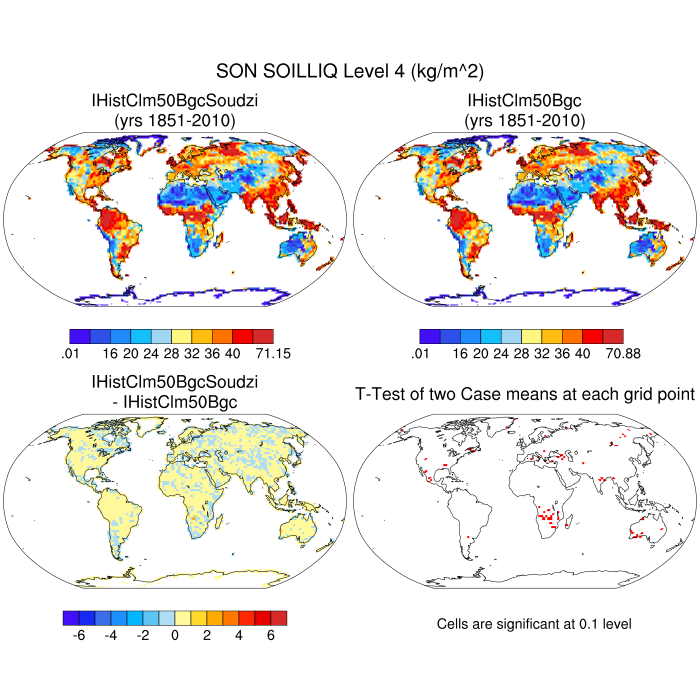 SON SOILLIQ Level 4 (kg/m^2)
IHistClm50BgcSoudzi
(yrs 1851-2010)
IHistClm50Bgc
(yrs 1851-2010)
.01 16 20 24 28 32 36 40 71.15
.01 16 20 24 28 32 36 40 70.88
IHistClm50BgcSoudzi
- IHistClm50Bgc
T-Test of two Case means at each grid point
-6 -4 -2 0 2 4 6
Cells are significant at 0.1 level